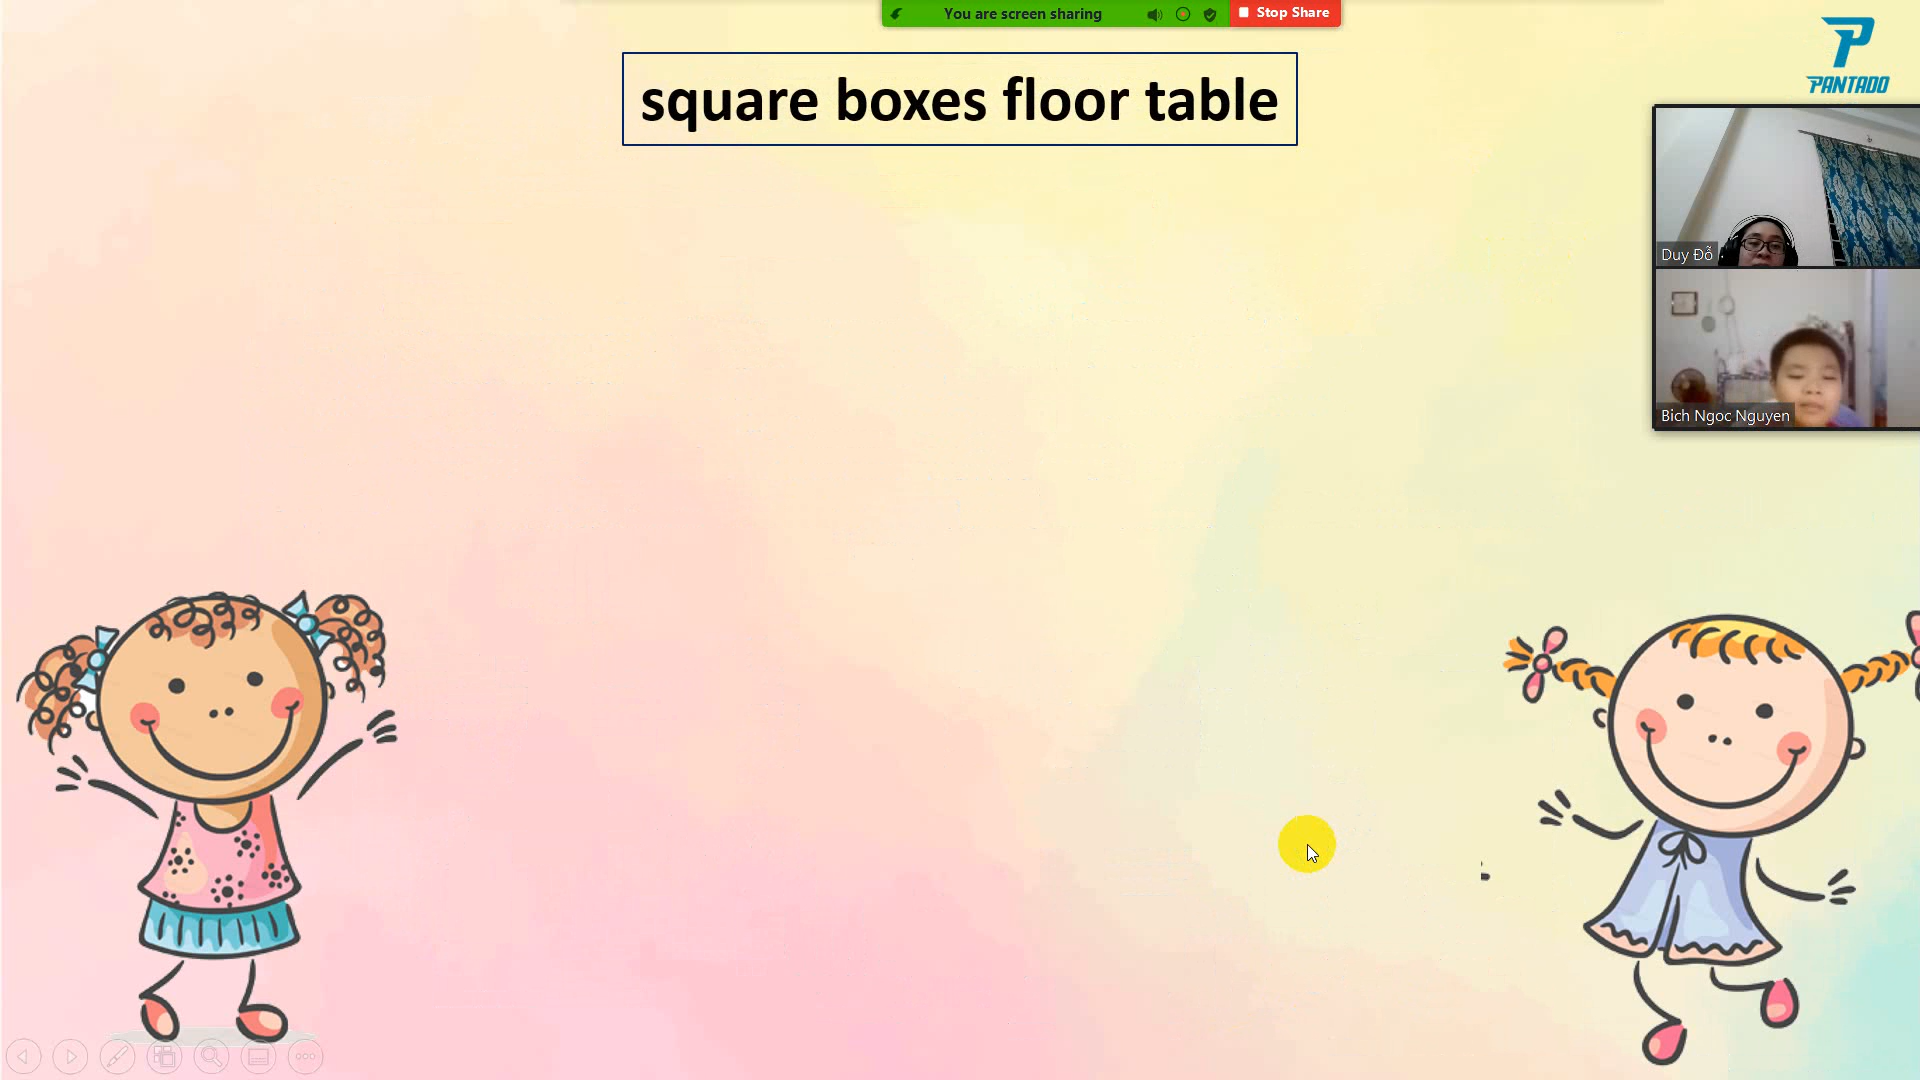 You are screen sharing
Stop Share
square boxes floor table
PANTADO
Duy Đỗ
Bich Ngoc Nguyen